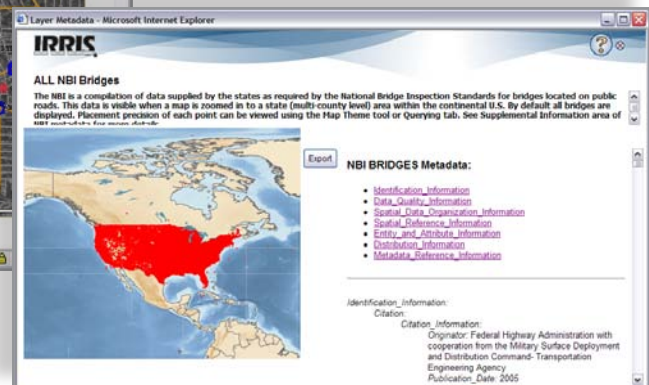 Layer Metadata - Microsoft Internet Explorer
IRRIS
ALL NBI Bridges
The NBI is a compilation of data supplied by the states as required by the National Bridge Inspection Standards for bridges located on public
roads. This data is visible when a map is zoomed in to a state (multi-county level) area within the continental U.S. By default all bridges are
displayed. Placement precision of each point can be viewed using the Map Theme tool or Querying tab. See Supplemental Information area of
NBI metadata for more details.
Export
NBI BRIDGES Metadata:
Identification_Information
Data_Quality_Information
Spatial_Data_Organization_Information
Spatial_Reference_Information
Entity_and_Attribute_Information
Distribution_Information
Metadata_Reference_Information
Identification_Information:
Citation:
Citation_Information:
Originator: Federal Highway Administration with
cooperation from the Military Surface Deployment
and Distribution Command- Transportation
Engineering Agency
Publication_Date: 2005